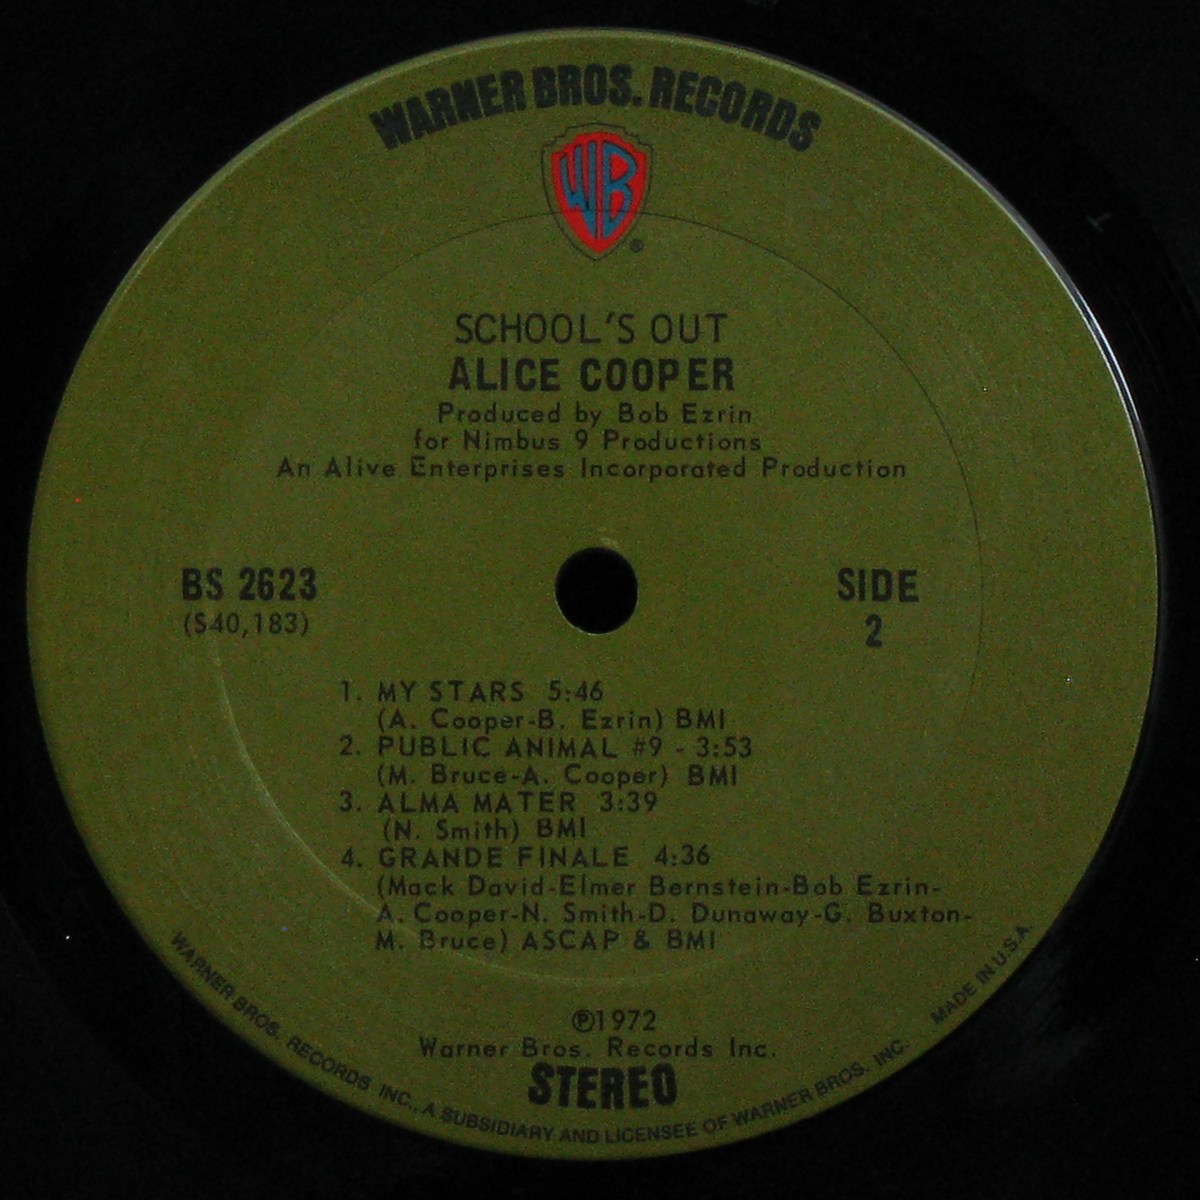 WARNER BROS. RECORDS
WB
®
SCHOOL'S OUT
ALICE COOPER
Produced by Bob Ezrin
for Nimbus 9 Productions
An Alive Enterprises Incorporated Production
BS 2623
(S40,183)
SIDE
2
1. MY STARS 5:46
(A. Cooper-B. Ezrin) BMI
2. PUBLIC ANIMAL #9 - 3:53
(M. Bruce-A. Cooper) BMI
3. ALMA MATER 3:39
(N. Smith) BMI
4. GRANDE FINALE 4:36
(Mack David-Elmer Bernstein-Bob Ezrin-
A. Cooper-N. Smith-D. Dunaway-G. Buxton-
M. Bruce) ASCAP & BMI
℗1972
Warner Bros. Records Inc.
STEREO
WARNER BROS. RECORDS INC., A SUBSIDIARY AND LICENSEE OF WARNER BROS. INC. MADE IN U.S.A.